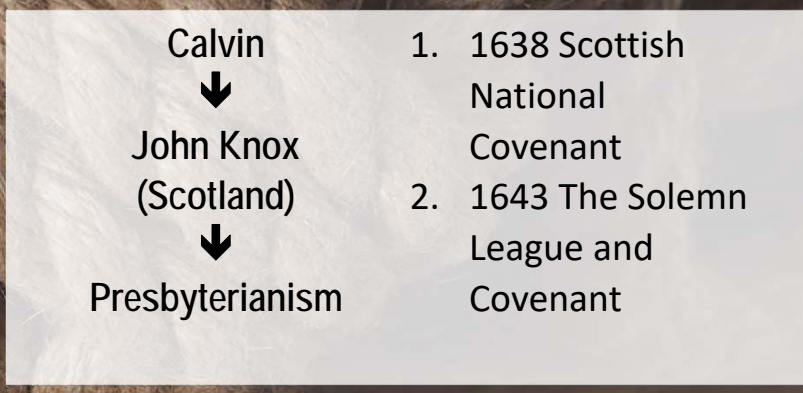 Calvin
🡻
John Knox
(Scotland)
🡻
Presbyterianism
1. 1638 Scottish
National
Covenant
2. 1643 The Solemn
League and
Covenant